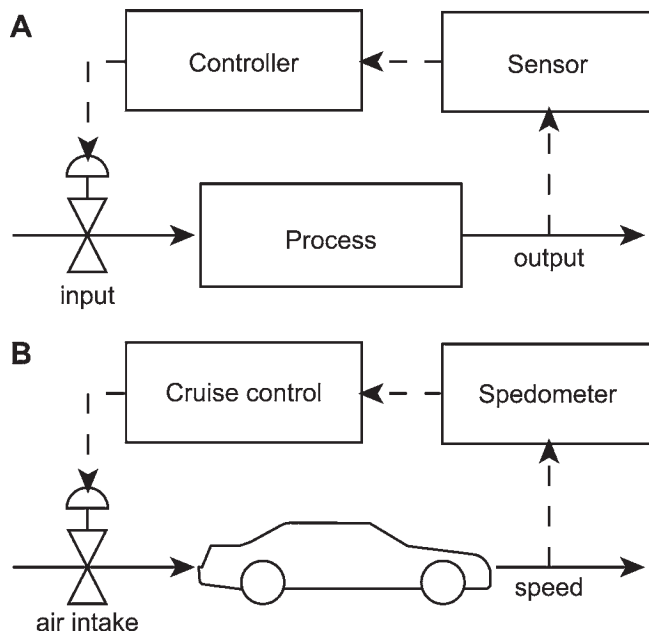 A
Controller
Sensor
Process
input
output
B
Cruise control
Spedometer
air intake
speed